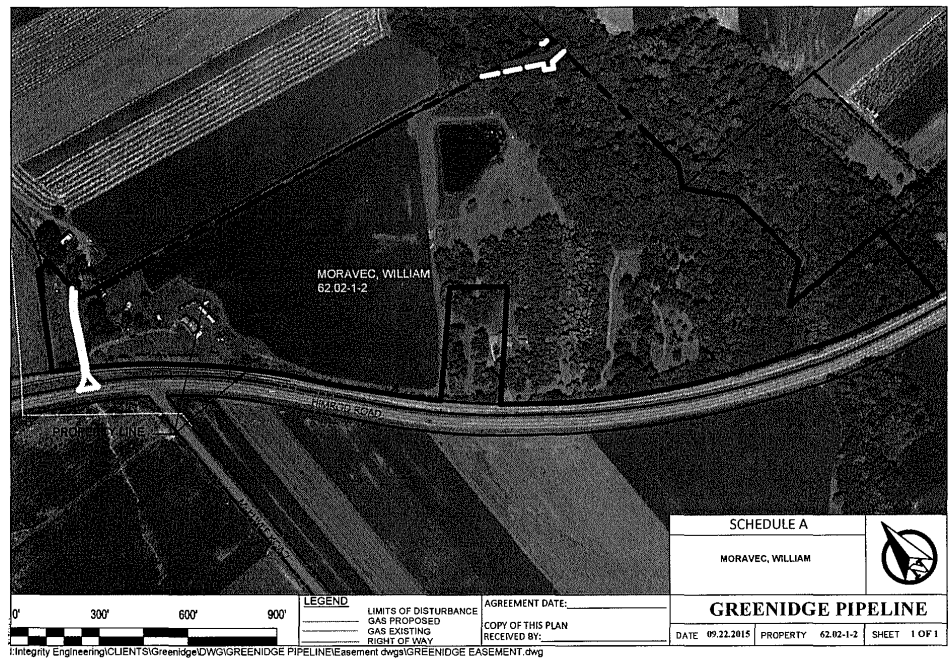 MORAVEC, WILLIAM
62.02-1-2
ROAD
PROPERTY LINE
SCHEDULE A
MORAVEC, WILLIAM
0' 300' 600' 900'
LEGEND
LIMITS OF DISTURBANCE
GAS PROPOSED
GAS EXISTING
RIGHT OF WAY
AGREEMENT DATE:
COPY OF THIS PLAN
RECEIVED BY:
GREENIDGE PIPELINE
DATE 09.22.2015 PROPERTY 62.02-1-2 SHEET 1 OF 1
I:Integrity Engineering\CLIENTS\Greenidge\DWG\GREENIDGE PIPELINE\Easement dwgs\GREENIDGE EASEMENT.dwg